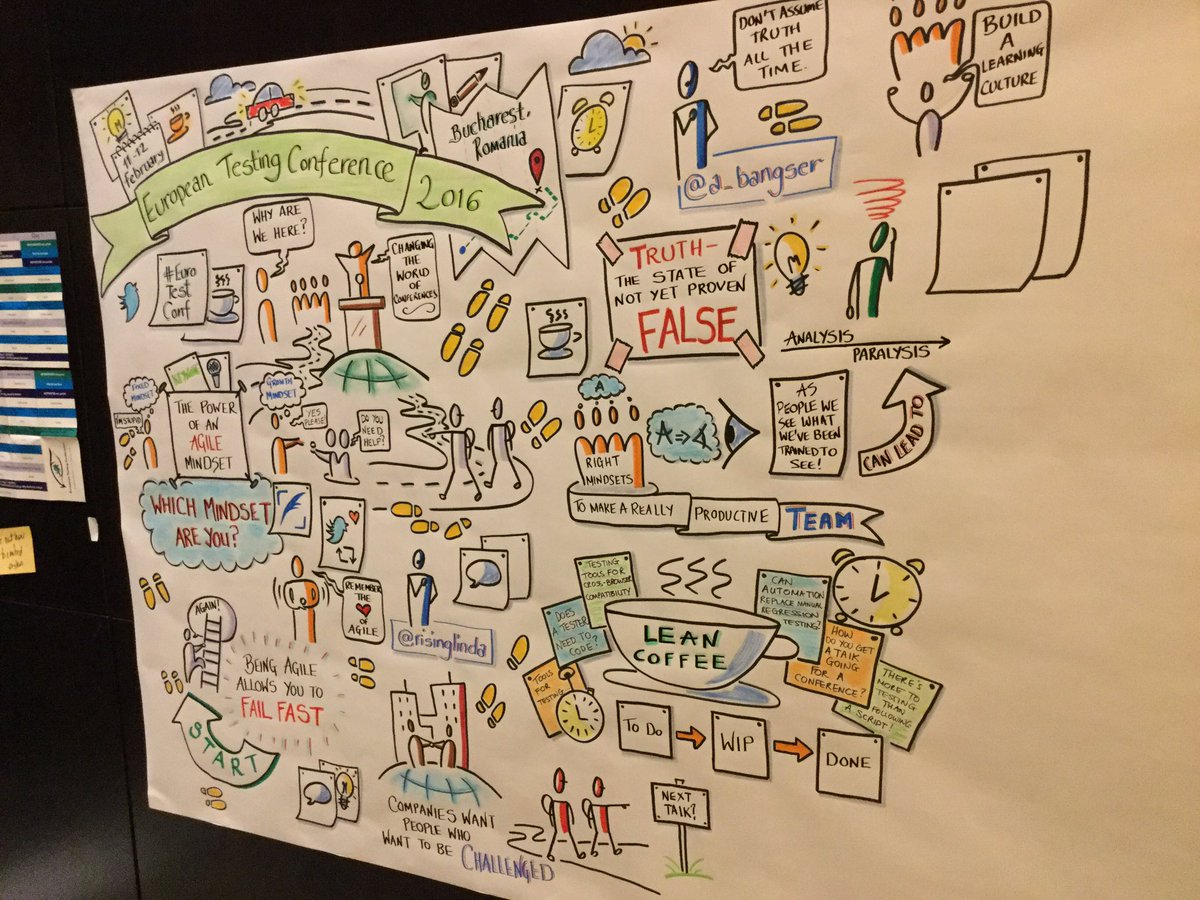 11-12
February
European Testing Conference
2016
Bucharest,
Romania
#Euro
Test
Conf
WHY ARE
WE HERE?
CHANGING
THE
WORLD
OF
CONFERENCES
KEYNOTE
FIXED
MINDSET
I'M STUPID
THE POWER
OF AN
AGILE
MINDSET
GROWTH
MINDSET
YES
PLEASE!
DO YOU
NEED
HELP?
WHICH MINDSET
ARE YOU?
REMEMBER
THE
OF AGILE
@risinglinda
AGAIN!
BEING AGILE
ALLOWS YOU TO
FAIL FAST
START
COMPANIES WANT
PEOPLE WHO
WANT TO BE CHALLENGED
DON'T ASSUME
TRUTH
ALL THE
TIME.
@a_bangser
BUILD
A
LEARNING
CULTURE
TRUTH-
THE STATE OF
NOT YET PROVEN
FALSE
ANALYSIS
PARALYSIS
A
RIGHT
MINDSETS
AS
PEOPLE WE
SEE WHAT
WE'VE BEEN
TRAINED TO
SEE!
CAN LEAD TO
TO MAKE A REALLY
PRODUCTIVE
TEAM
TESTING
TOOLS FOR
CROSS-BROWSER
COMPATIBILITY
DOES
A TESTER
NEED TO
CODE?
TOOLS
FOR
TESTING
LEAN
COFFEE
CAN
AUTOMATION
REPLACE MANUAL
REGRESSION
TESTING?
HOW
DO YOU GET
A TALK
GOING
FOR A
CONFERENCE?
THERE'S
MORE TO
TESTING
THAN
FOLLOWING
A SCRIPT!
TO DO
WIP
DONE
NEXT
TALK?